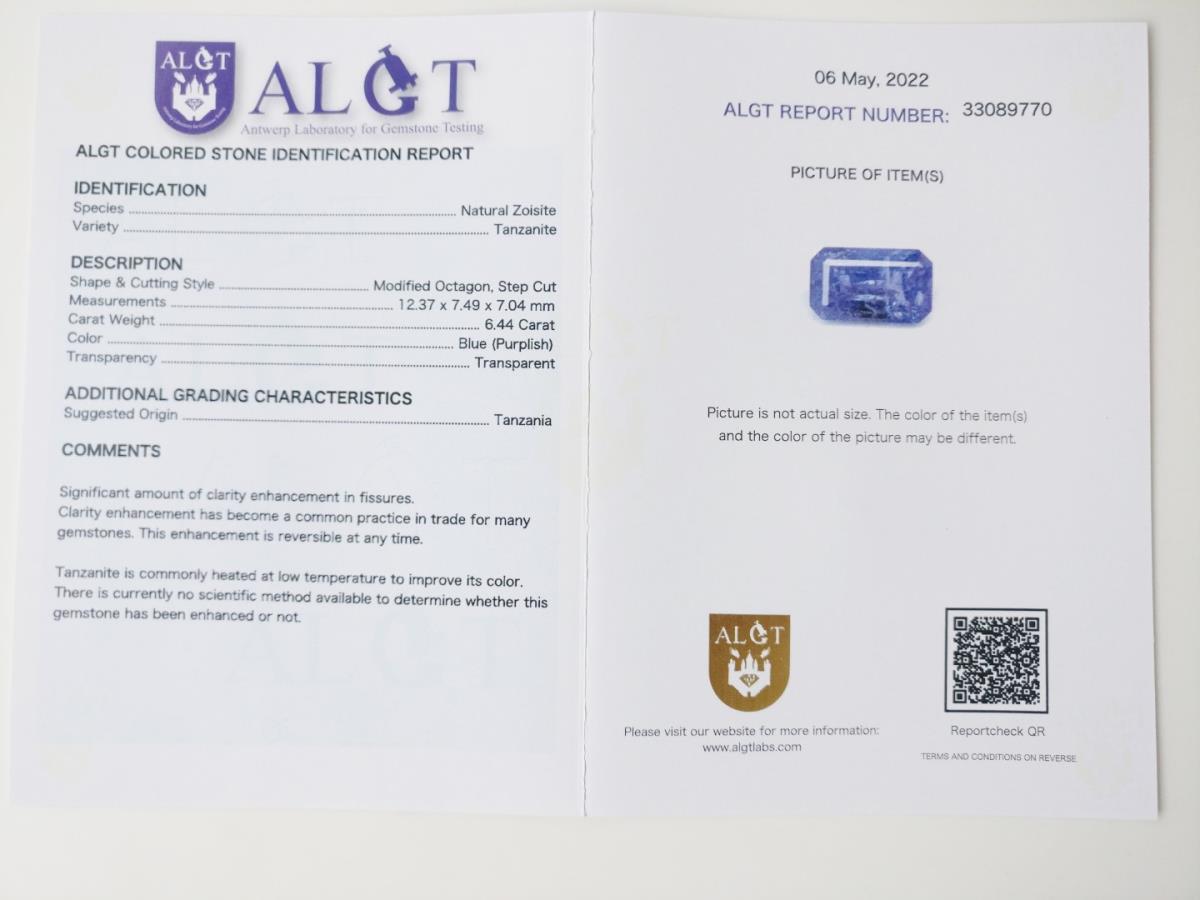 ALGT
ALGT
Antwerp Laboratory for Gemstone Testing
ALGT COLORED STONE IDENTIFICATION REPORT
IDENTIFICATION
Species Natural Zoisite
Variety Tanzanite
DESCRIPTION
Shape & Cutting Style Modified Octagon, Step Cut
Measurements 12.37 x 7.49 x 7.04 mm
Carat Weight 6.44 Carat
Color Blue (Purplish)
Transparency Transparent
ADDITIONAL GRADING CHARACTERISTICS
Suggested Origin Tanzania
COMMENTS
Significant amount of clarity enhancement in fissures.
Clarity enhancement has become a common practice in trade for many
gemstones. This enhancement is reversible at any time.
Tanzanite is commonly heated at low temperature to improve its color.
There is currently no scientific method available to determine whether this
gemstone has been enhanced or not.
06 May, 2022
ALGT REPORT NUMBER: 33089770
PICTURE OF ITEM(S)
Picture is not actual size. The color of the item(s)
and the color of the picture may be different.
ALGT
Please visit our website for more information:
www.algtlabs.com
Reportcheck QR
TERMS AND CONDITIONS ON REVERSE